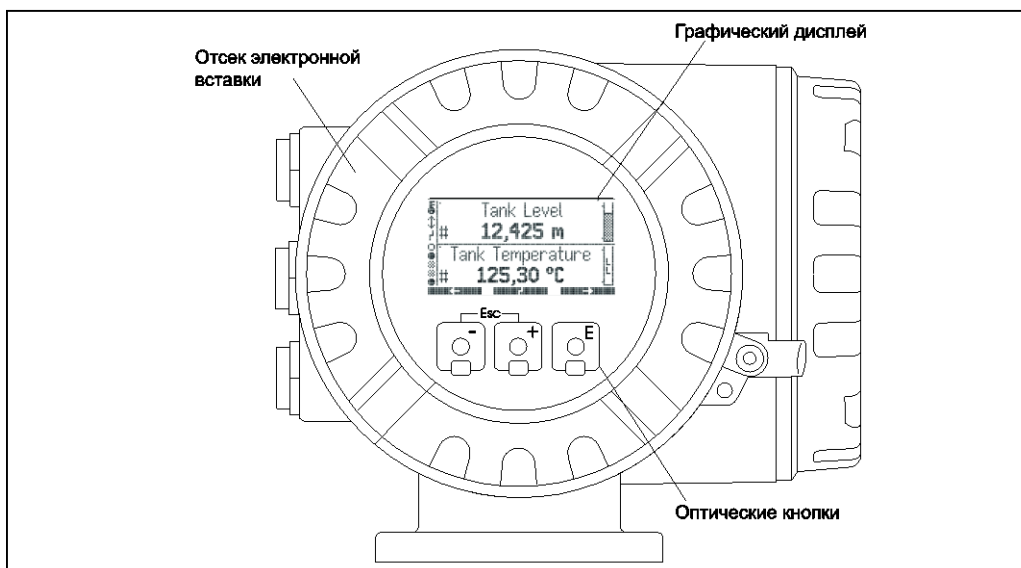 Графический дисплей
Отсек электронной
вставки
Tank Level
# 12,425 m
Tank Temperature
# 125,30 °C
Esc
- + E
Оптические кнопки